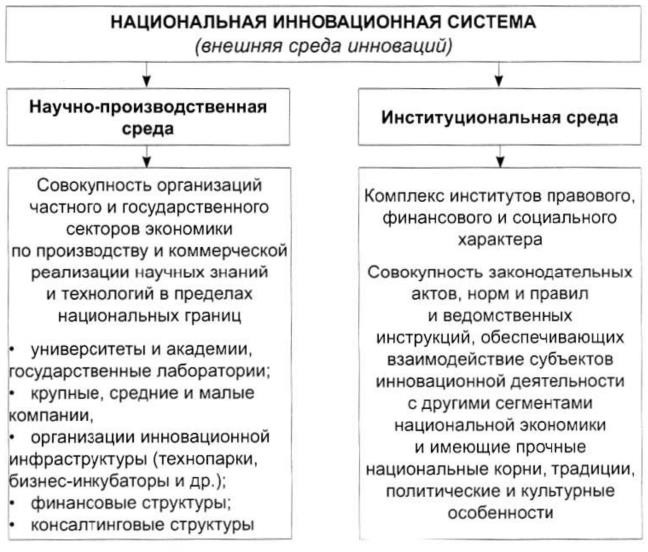 НАЦИОНАЛЬНАЯ ИННОВАЦИОННАЯ СИСТЕМА
(внешняя среда инноваций)
Научно-производственная
среда
Совокупность организаций
частного и государственного
секторов экономики
по производству и коммерческой
реализации научных знаний
и технологий в пределах
национальных границ
• университеты и академии,
государственные лаборатории;
• крупные, средние и малые
компании,
• организации инновационной
инфраструктуры (технопарки,
бизнес-инкубаторы и др.);
• финансовые структуры;
• консалтинговые структуры
Институциональная среда
Комплекс институтов правового,
финансового и социального
характера
Совокупность законодательных
актов, норм и правил
и ведомственных
инструкций, обеспечивающих
взаимодействие субъектов
инновационной деятельности
с другими сегментами
национальной экономики
и имеющие прочные
национальные корни, традиции,
политические и культурные
особенности